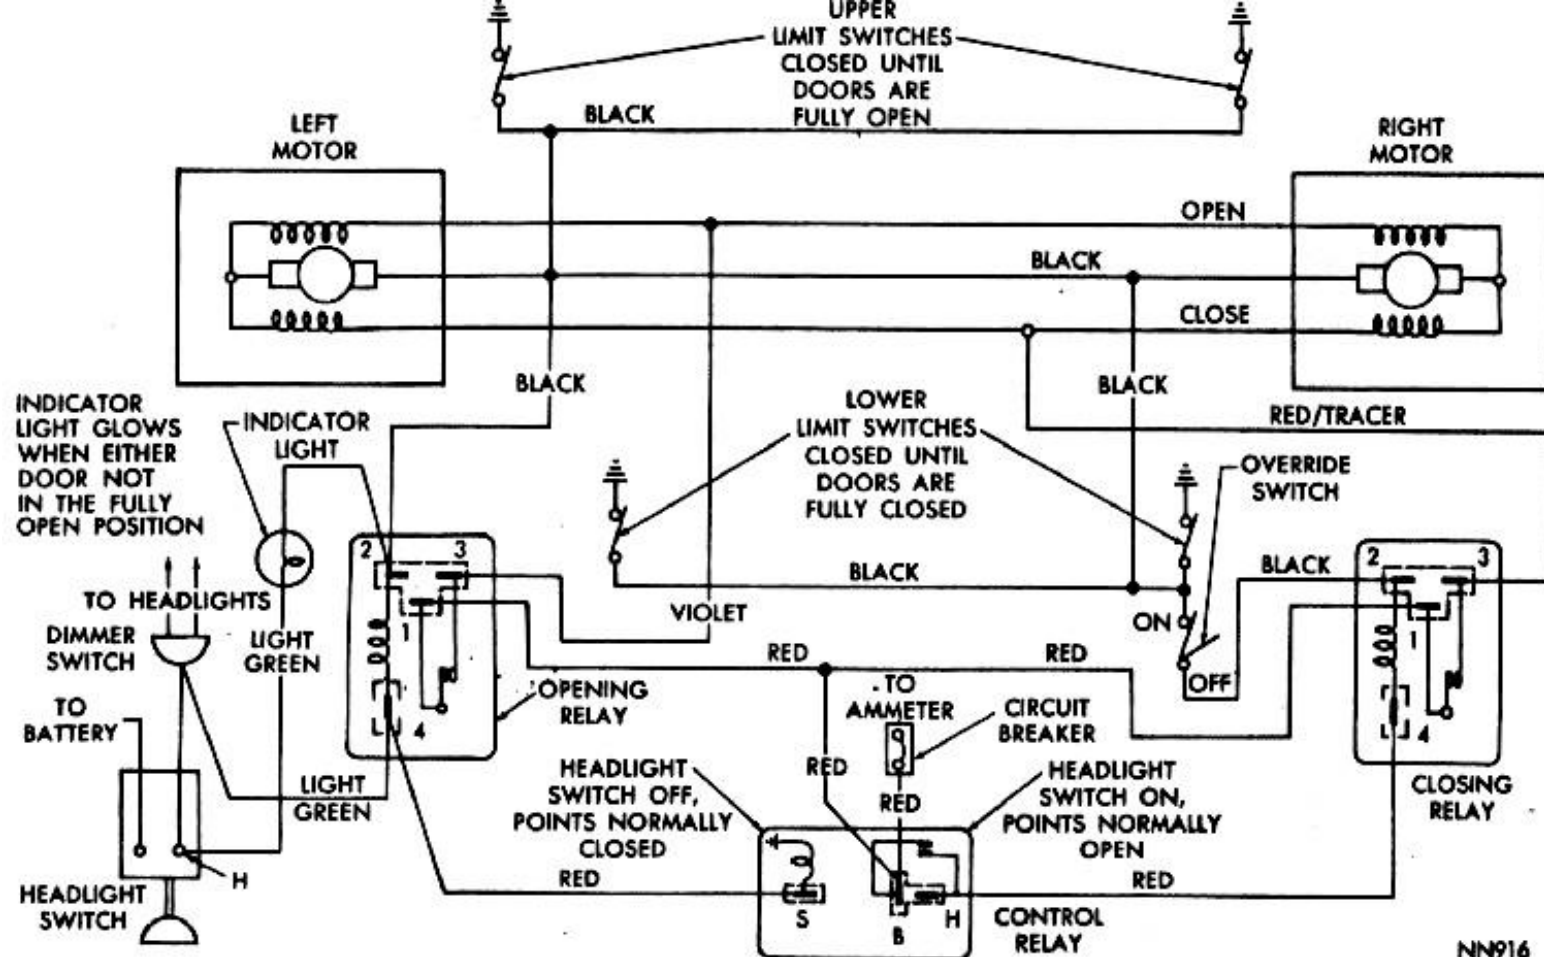 UPPER
LIMIT SWITCHES
CLOSED UNTIL
DOORS ARE
FULLY OPEN
BLACK
LEFT
MOTOR
RIGHT
MOTOR
OPEN
BLACK
CLOSE
BLACK
BLACK
RED/TRACER
INDICATOR
LIGHT GLOWS
WHEN EITHER
DOOR NOT
IN THE FULLY
OPEN POSITION
INDICATOR
LIGHT
LOWER
LIMIT SWITCHES
CLOSED UNTIL
DOORS ARE
FULLY CLOSED
OVERRIDE
SWITCH
2
3
1
4
BLACK
BLACK
2
3
1
4
TO HEADLIGHTS
DIMMER
SWITCH
LIGHT
GREEN
VIOLET
ON
OFF
RED
RED
TO
BATTERY
OPENING
RELAY
TO
AMMETER
CIRCUIT
BREAKER
LIGHT
GREEN
HEADLIGHT
SWITCH OFF,
POINTS NORMALLY
CLOSED
RED
RED
HEADLIGHT
SWITCH ON,
POINTS NORMALLY
OPEN
CLOSING
RELAY
H
HEADLIGHT
SWITCH
RED
S
B
H
RED
CONTROL
RELAY
NN916